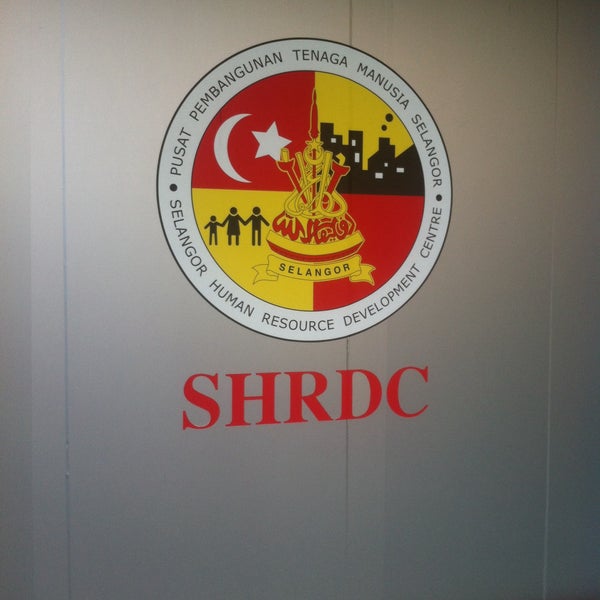 PUSAT PEMBANGUNAN TENAGA MANUSIA SELANGOR
SELANGOR HUMAN RESOURCE DEVELOPMENT CENTRE
SELANGOR
SHRDC